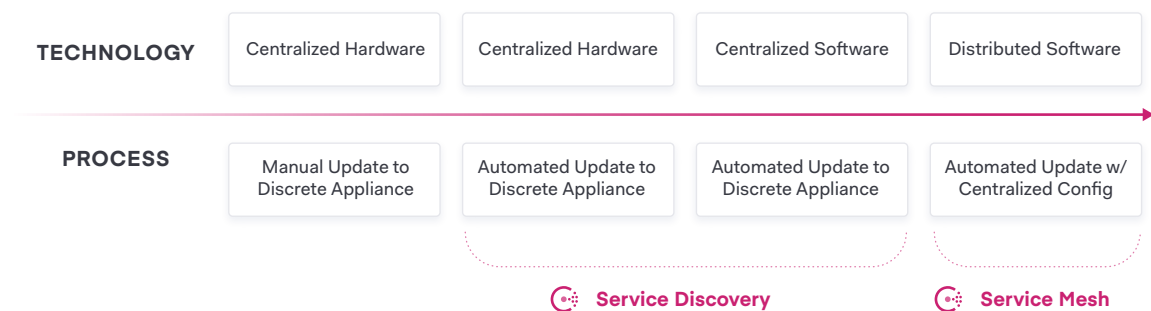 TECHNOLOGY
Centralized Hardware
Centralized Hardware
Centralized Software
Distributed Software
PROCESS
Manual Update to
Discrete Appliance
Automated Update to
Discrete Appliance
Automated Update to
Discrete Appliance
Automated Update w/
Centralized Config
Service Discovery
Service Mesh